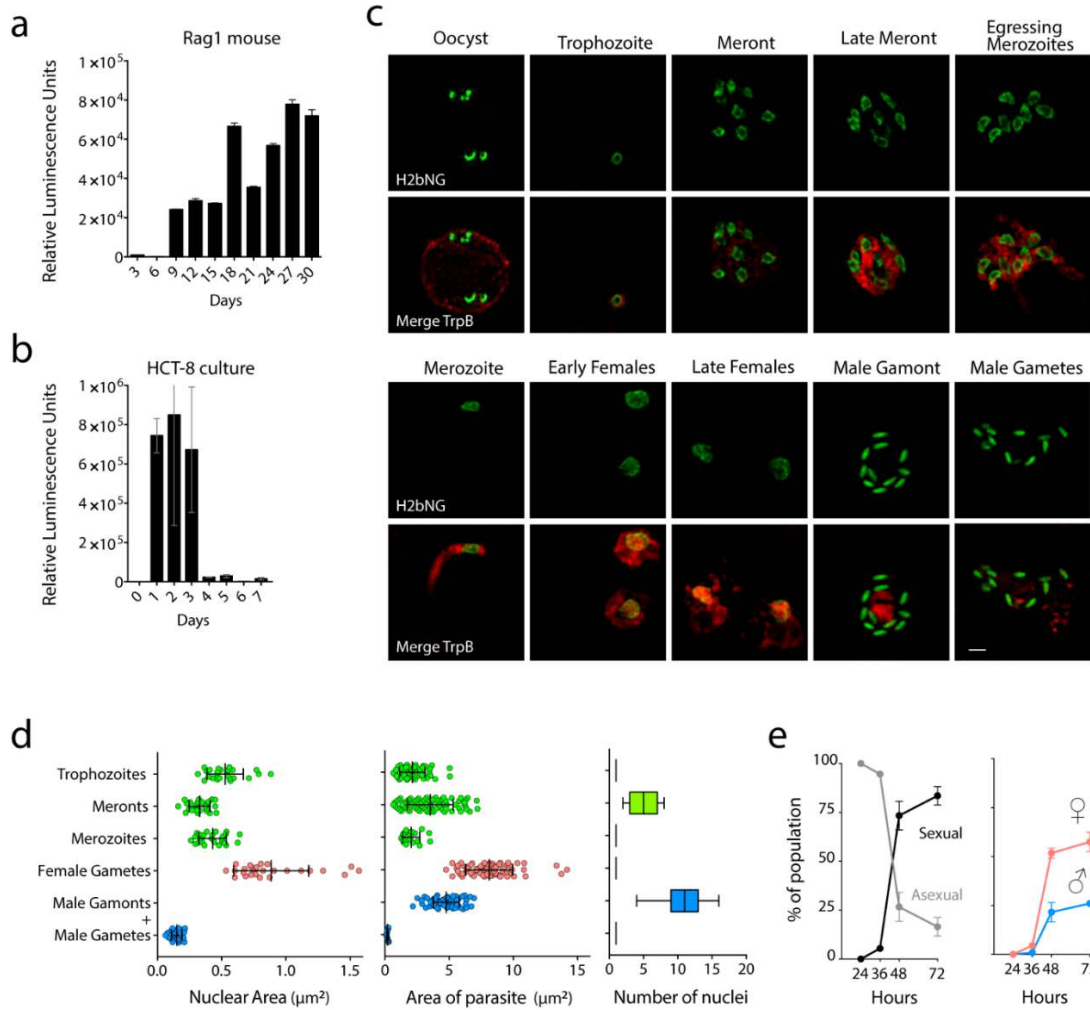 a
Rag1 mouse
Relative Luminescence Units
1×10⁵
8×10⁴
6×10⁴
4×10⁴
2×10⁴
0
3 6 9 12 15 18 21 24 27 30
Days
b
HCT-8 culture
Relative Luminescence Units
1×10⁶
8×10⁵
6×10⁵
4×10⁵
2×10⁵
0
0 1 2 3 4 5 6 7
Days
c
Oocyst Trophozoite Meront Late Meront Egressing
Merozoites
H2bNG
Merge TrpB
Merozoite Early Females Late Females Male Gamont Male Gametes
H2bNG
Merge TrpB
d
Trophozoites
Meronts
Merozoites
Female Gametes
Male Gamonts
+
Male Gametes
0.0 0.5 1.0 1.5
Nuclear Area (µm²)
0 5 10 15
Area of parasite (µm²)
0 10 20
Number of nuclei
e
% of population
100
75
50
25
0
Sexual
Asexual
24 36 48 72
Hours
♀
♂
24 36 48 7
Hours